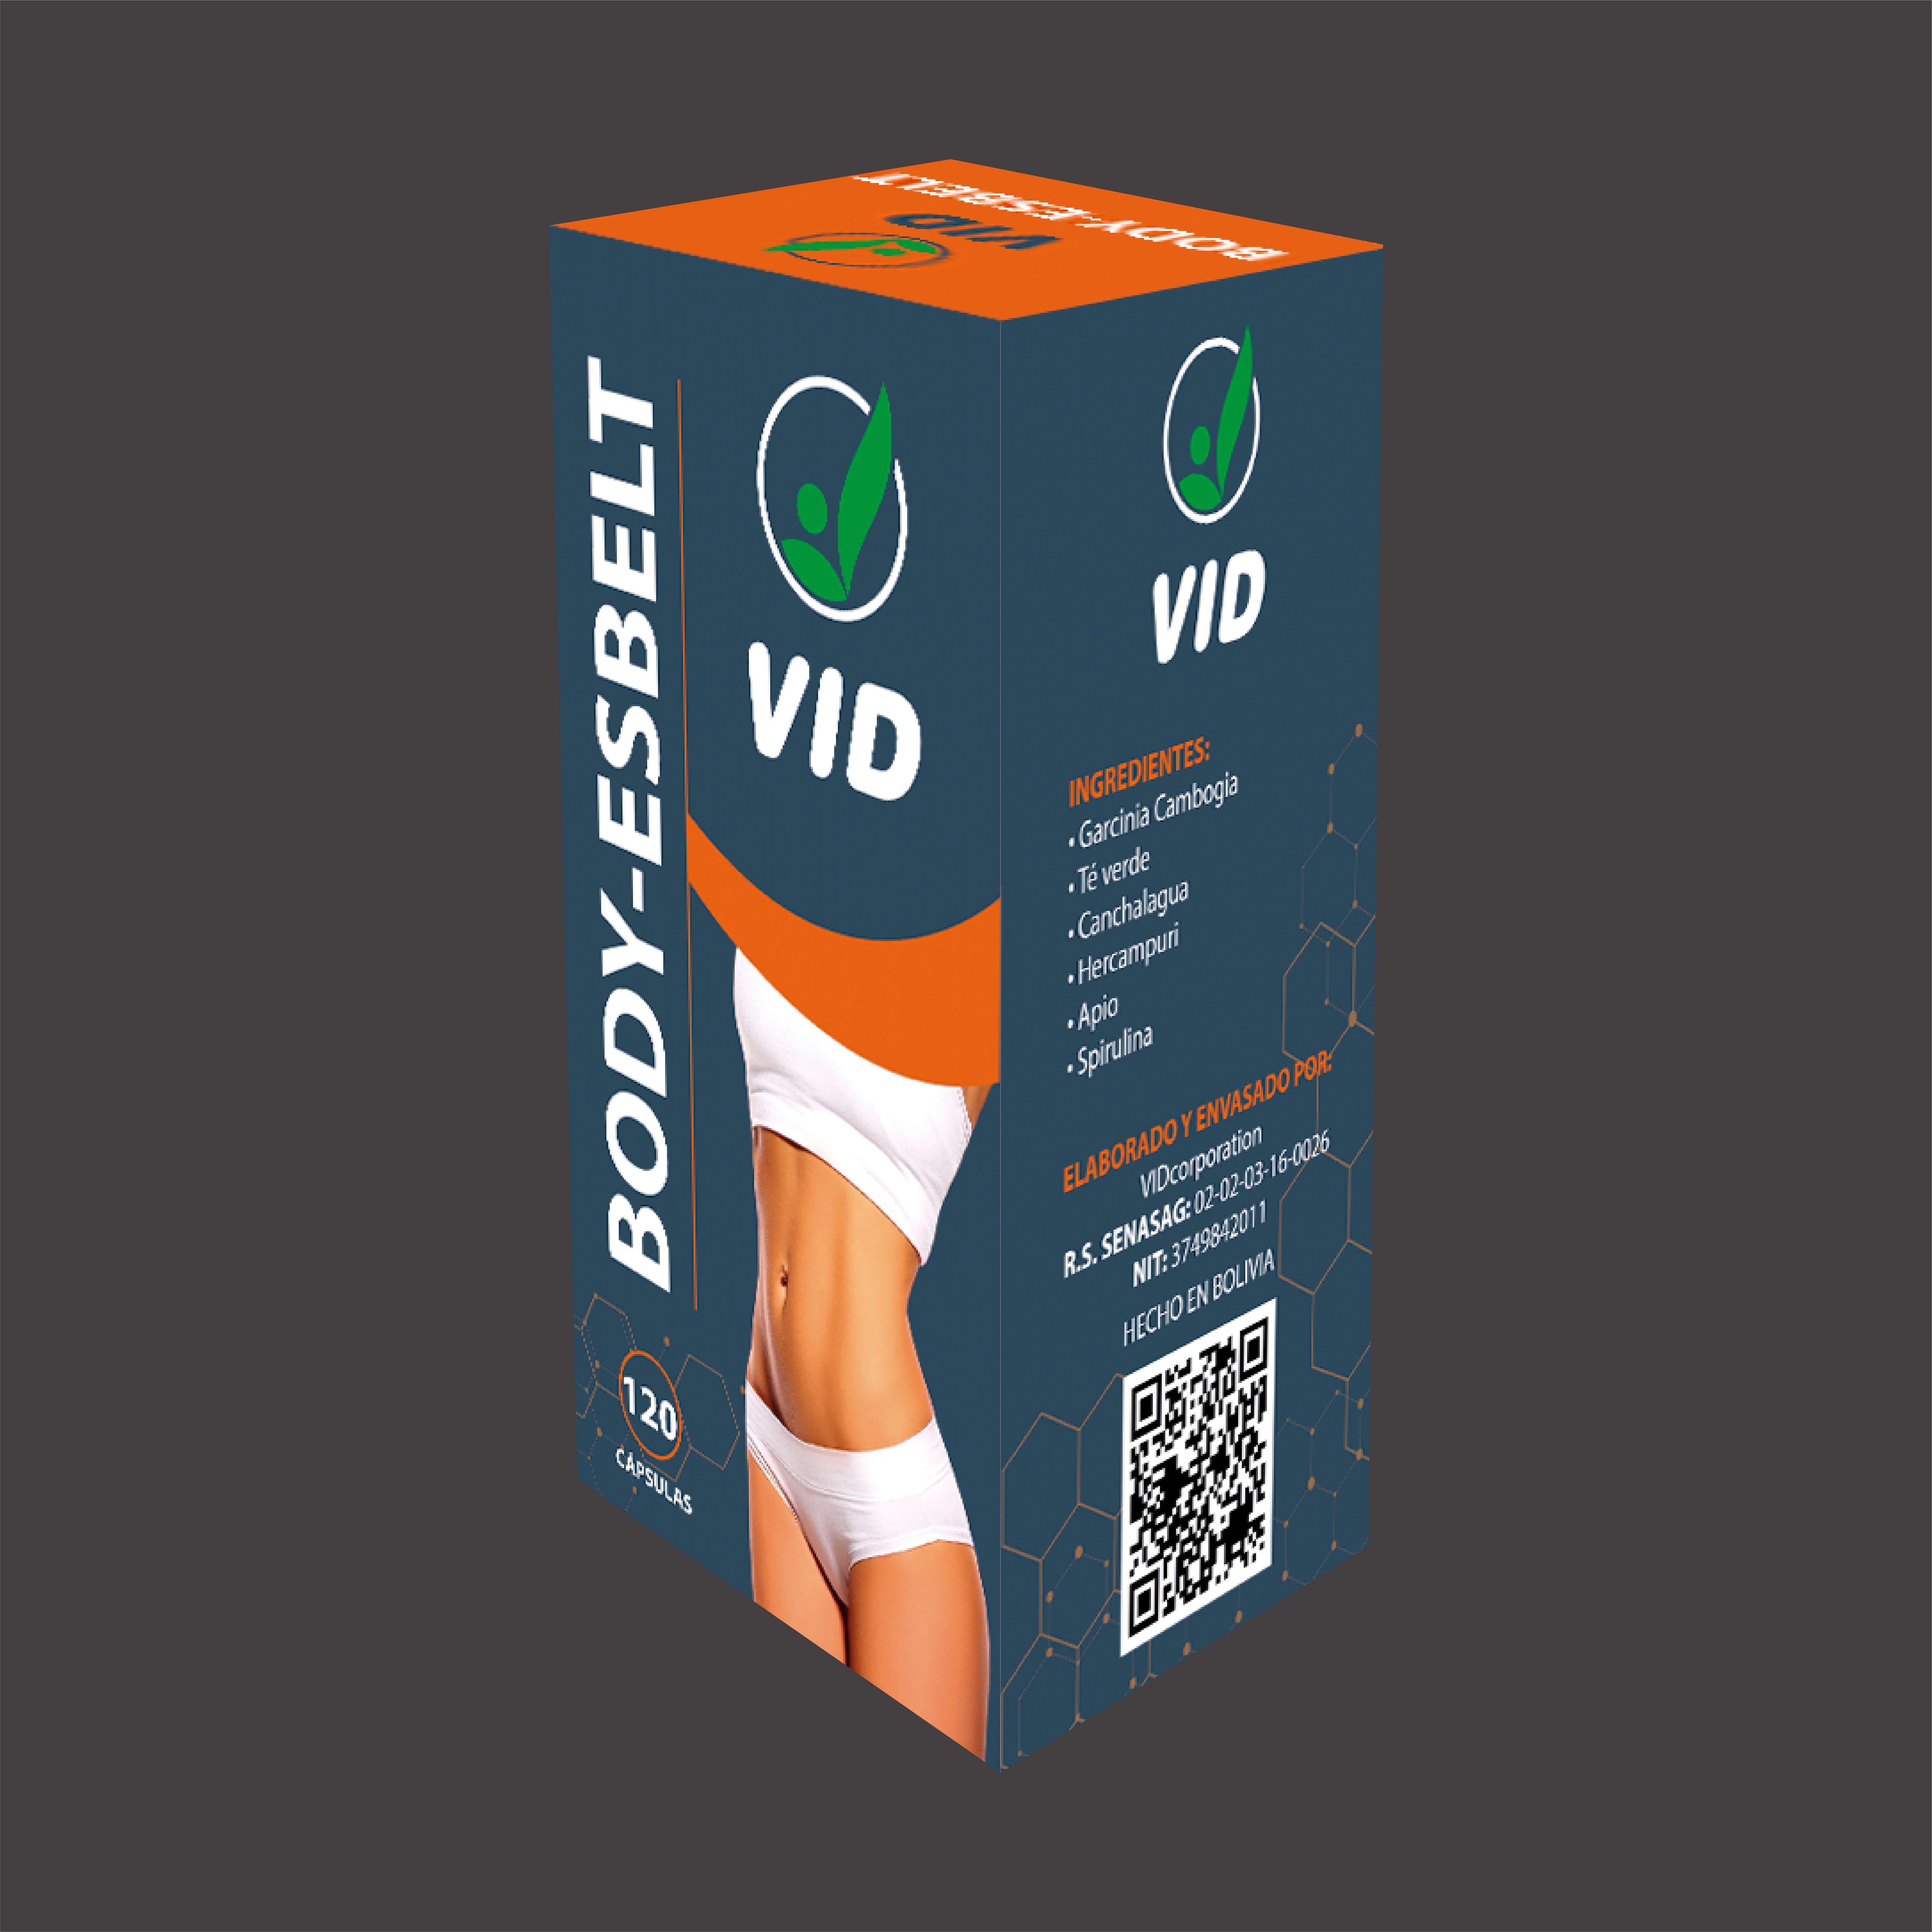 BODY-ESBELT
VID
BODY-ESBELT
VID
120
CÁPSULAS
VID
INGREDIENTES:
• Garcinia Cambogia
• Té verde
• Canchalagua
• Hercampuri
• Apio
• Spirulina
ELABORADO Y ENVASADO POR:
VIDcorporation
R.S. SENASAG: 02-02-03-16-0026
NIT: 3749842011
HECHO EN BOLIVIA